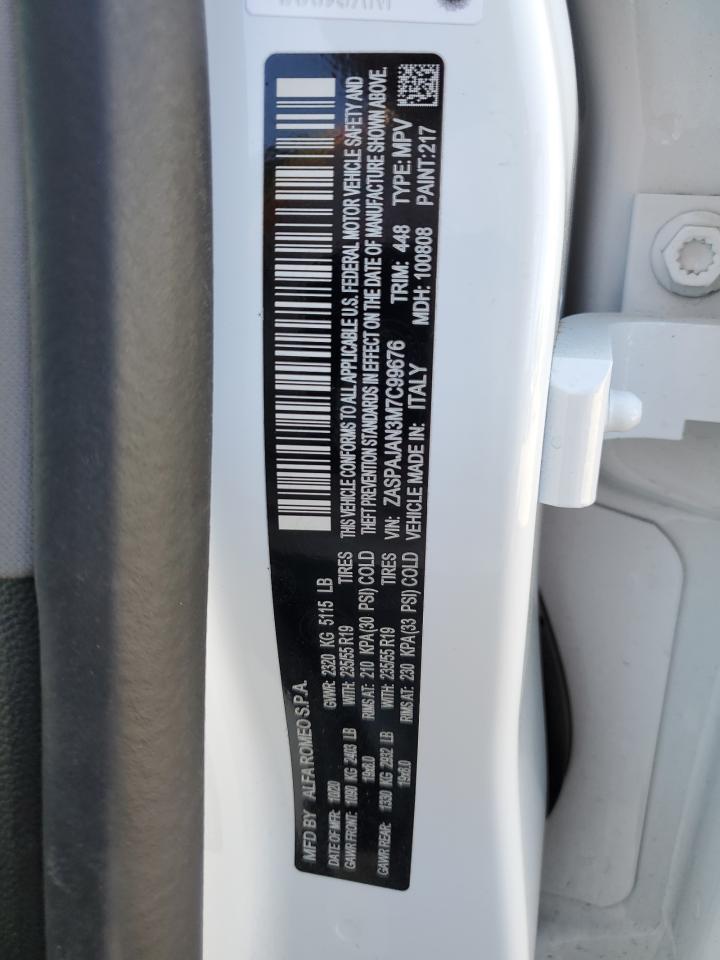 MFD BY ALFA ROMEO S.P.A.
DATE OF MFR: 10/20 GVWR: 2320 KG 5115 LB
GAWR FRONT: 1090 KG 2403 LB WITH: 235/55 R19 TIRES
19x8.0 RIMS AT: 210 KPA(30 PSI) COLD
GAWR REAR: 1330 KG 2932 LB WITH: 235/55 R19 TIRES
19x8.0 RIMS AT: 230 KPA(33 PSI) COLD
THIS VEHICLE CONFORMS TO ALL APPLICABLE U.S. FEDERAL MOTOR VEHICLE SAFETY AND
THEFT PREVENTION STANDARDS IN EFFECT ON THE DATE OF MANUFACTURE SHOWN ABOVE.
VIN: ZASPAJAN3M7C99676 TRIM: 448 TYPE: MPV
VEHICLE MADE IN: ITALY MDH: 100808 PAINT: 217